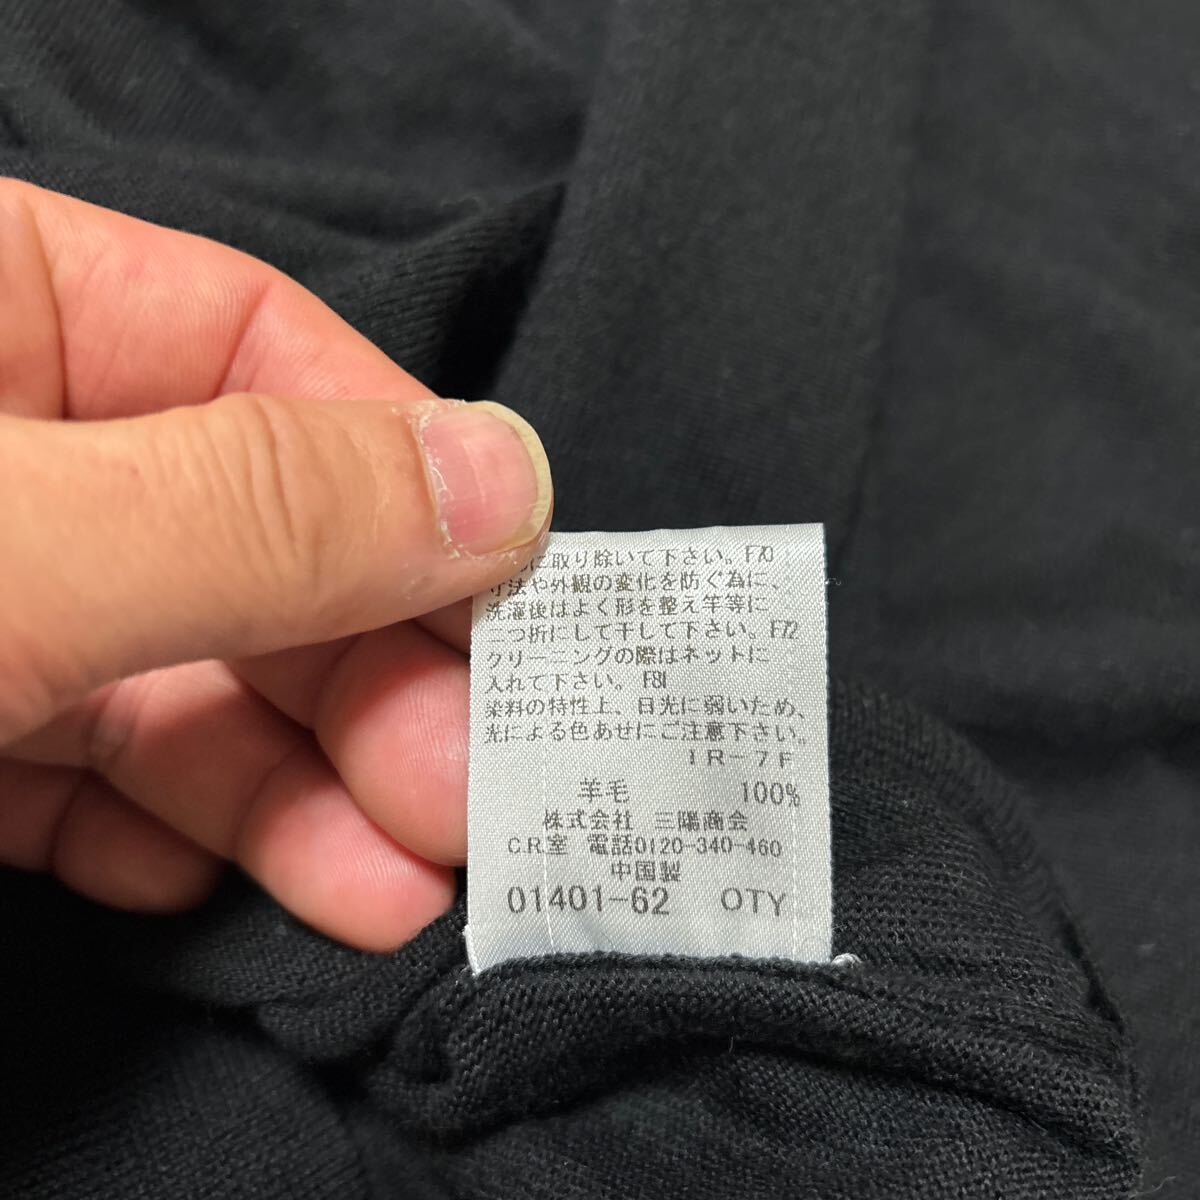 に取り除いて下さい。F70
寸法や外観の変化を防ぐ為に、
洗濯後はよく形を整え竿等に
二つ折にして干して下さい。F72
クリーニングの際はネットに
入れて下さい。F81
染料の特性上、日光に弱いため、
光による色あせにご注意下さい。
IR-7F
羊毛 100%
株式会社 三陽商会
C.R.室 電話0120-340-460
中国製
01401-62 OTY